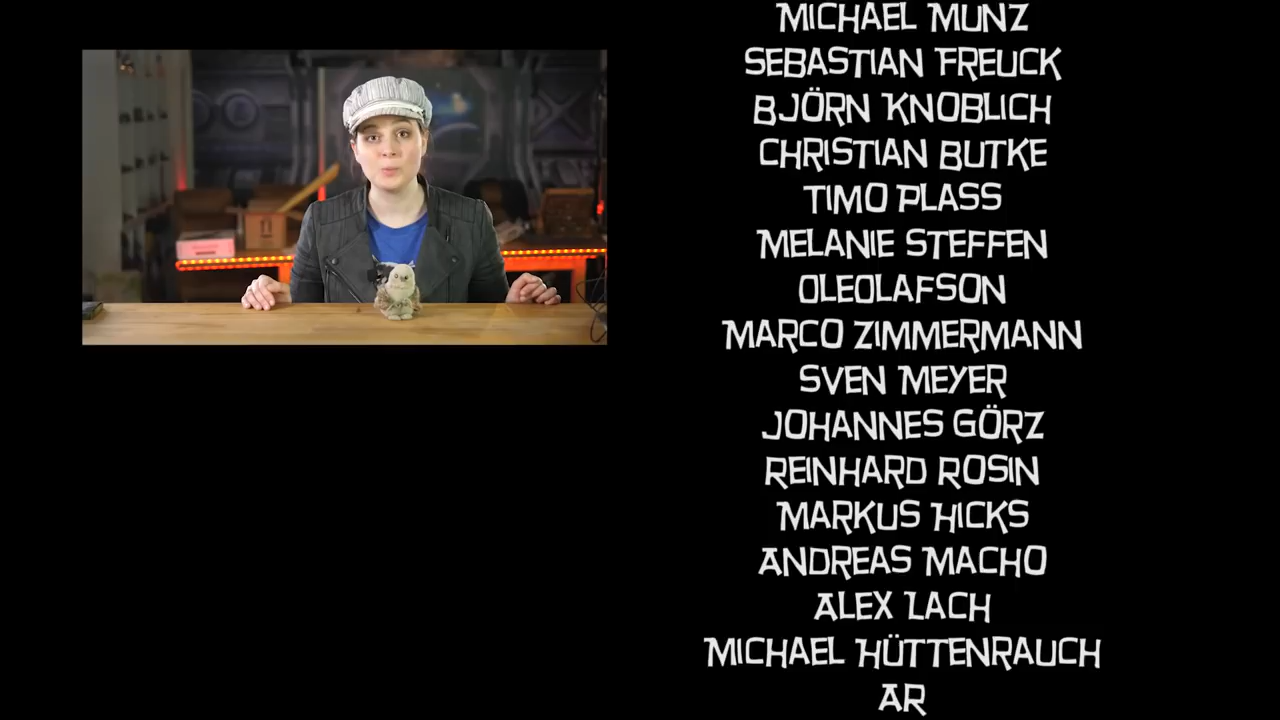 MICHAEL MUNZ
SEBASTIAN FREUCK
BJÖRN KNOBLICH
CHRISTIAN BUTKE
TIMO PLASS
MELANIE STEFFEN
OLEOLAFSON
MARCO ZIMMERMANN
SVEN MEYER
JOHANNES GÖRZ
REINHARD ROSIN
MARKUS HICKS
ANDREAS MACHO
ALEX LACH
MICHAEL HÜTTENRAUCH
AR